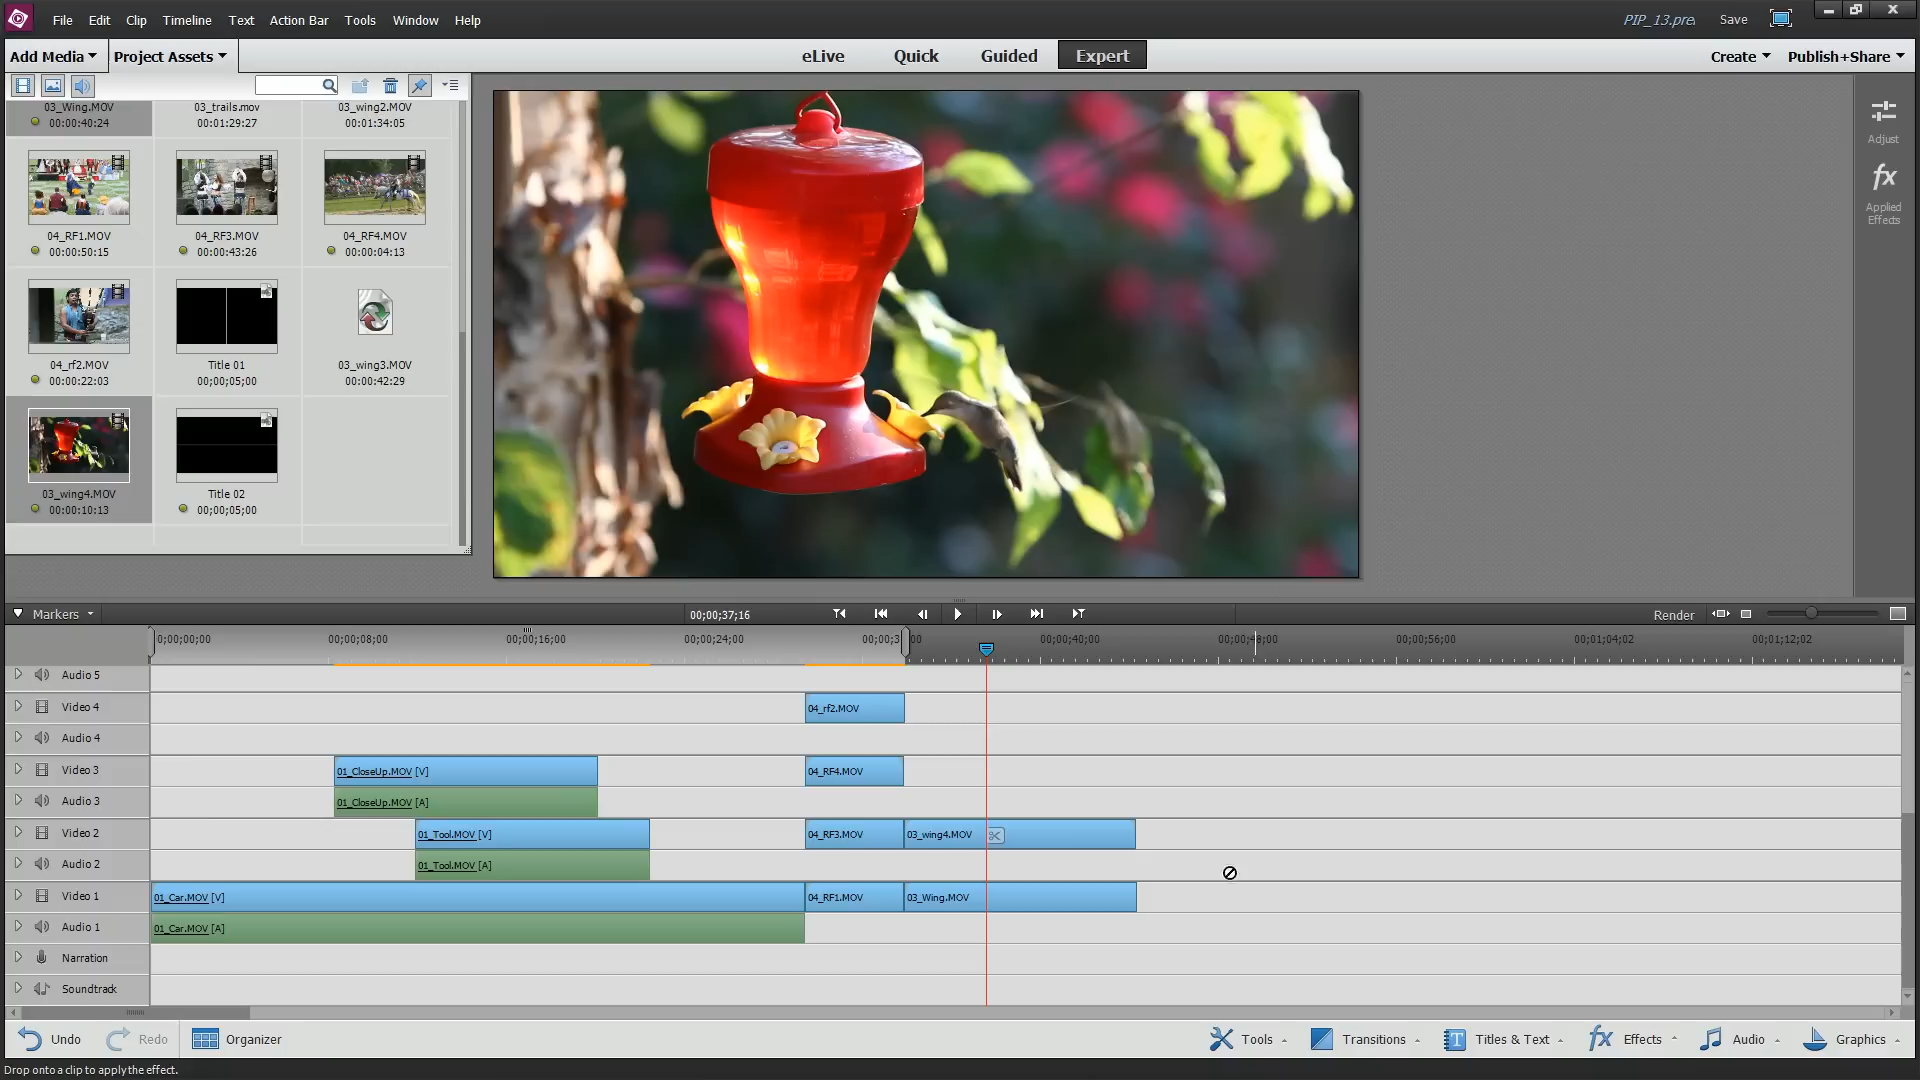 File Edit Clip Timeline Text Action Bar Tools Window Help
PIP_13.pre Save
Add Media Project Assets
eLive Quick Guided Expert
Create Publish+Share
03_Wing.MOV 03_trails.mov 03_wing2.MOV
00:00:40:24 00:01:29:27 00:01:34:05
04_RF1.MOV 04_RF3.MOV 04_RF4.MOV
00:00:50:15 00:00:43:26 00:00:04:13
04_rf2.MOV Title 01 03_wing3.MOV
00:00:22:03 00;00;05;00 00:00:42:29
03_wing4.MOV Title 02
00:00:10:13 00;00;05;00
Adjust
fx
Applied
Effects
Markers
00;00;37;16
Render
0;00;00;00 00;00;08;00 00;00;16;00 00;00;24;00 00;00;3 00 00;00;40;00 00;00;48;00 00;00;56;00 00;01;04;02 00;01;12;02
Audio 5
Video 4 04_rf2.MOV
Audio 4
Video 3 01_CloseUp.MOV [V] 04_RF4.MOV
Audio 3 01_CloseUp.MOV [A]
Video 2 01_Tool.MOV [V] 04_RF3.MOV 03_wing4.MOV
Audio 2 01_Tool.MOV [A]
Video 1 01_Car.MOV [V] 04_RF1.MOV 03_Wing.MOV
Audio 1 01_Car.MOV [A]
Narration
Soundtrack
Undo Redo Organizer
Tools Transitions T Titles & Text fx Effects Audio Graphics
Drop onto a clip to apply the effect.